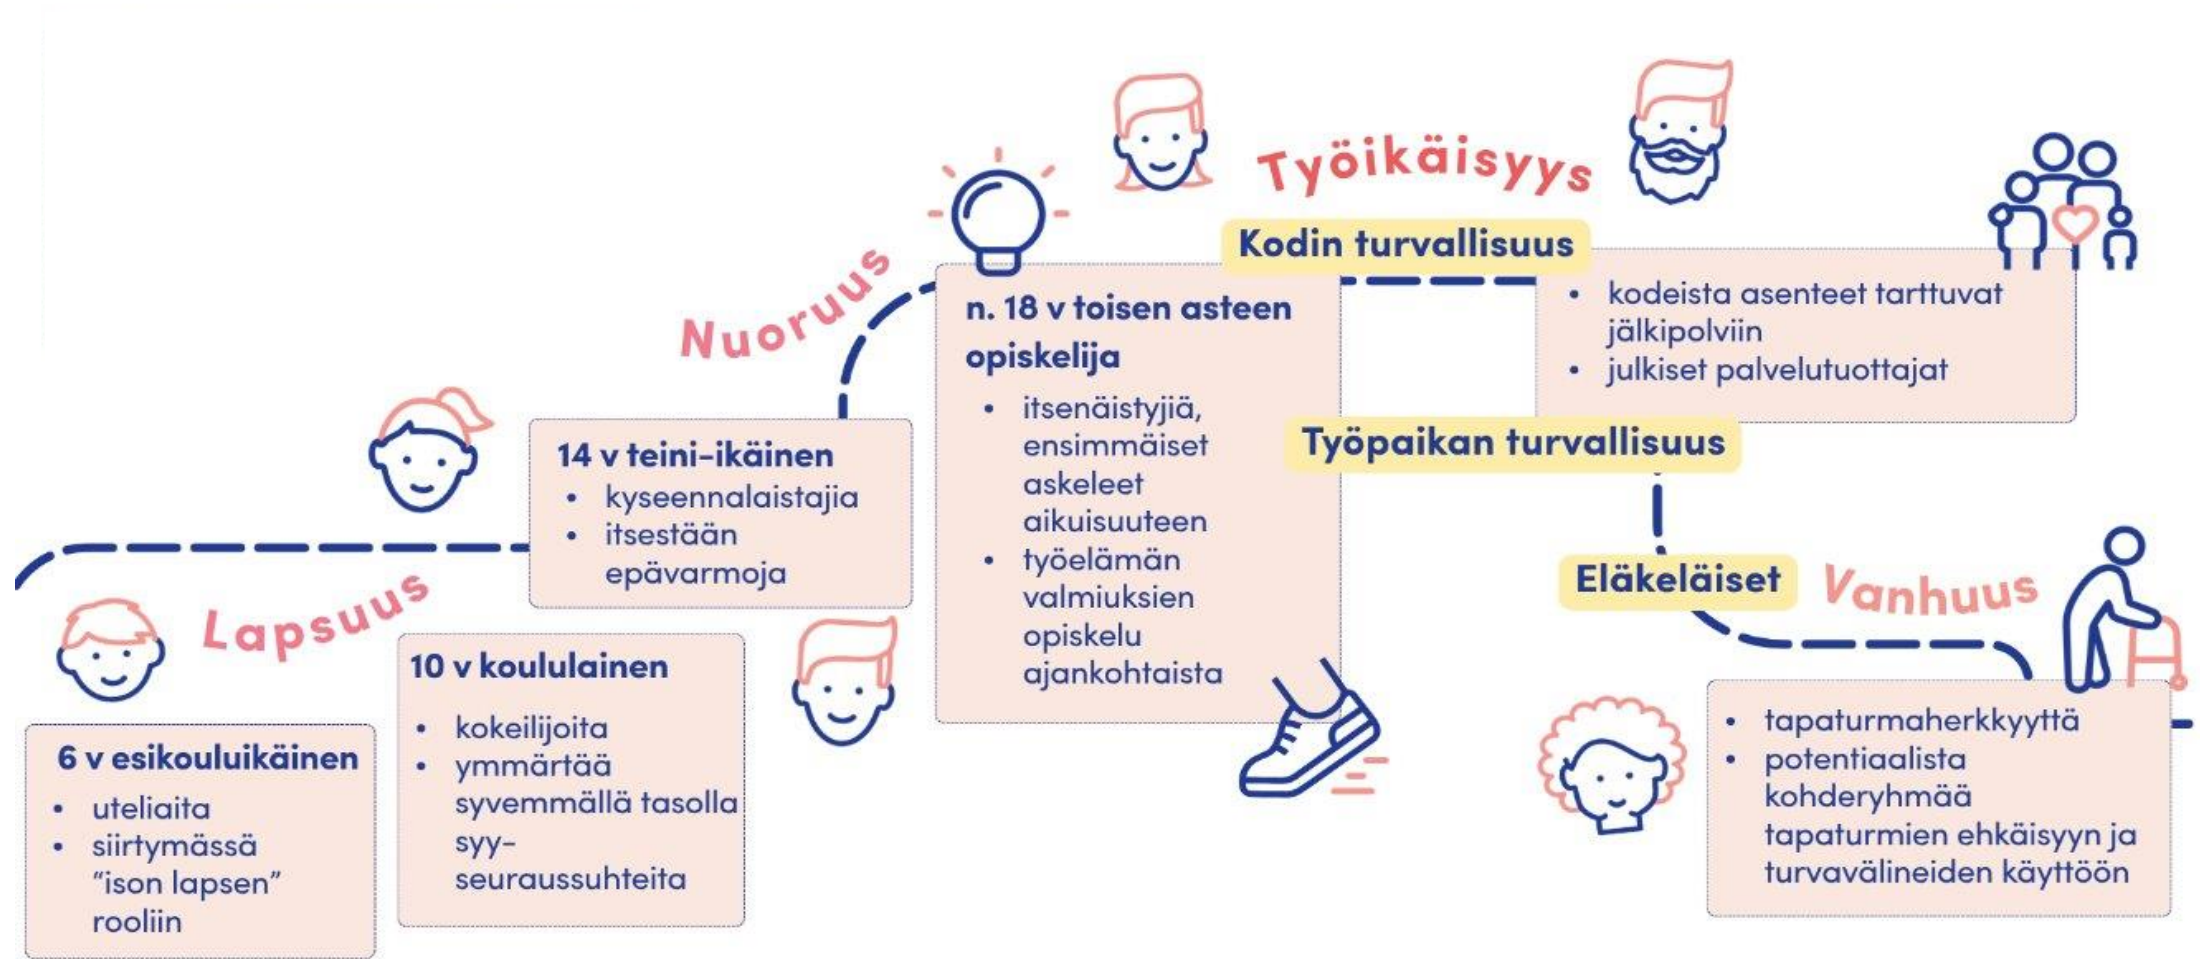 Lapsuus
6 v esikouluikäinen
• uteliaita
• siirtymässä
"ison lapsen"
rooliin
10 v koululainen
• kokeilijoita
• ymmärtää
syvemmällä tasolla
syy-
seuraussuhteita
Nuoruus
14 v teini-ikäinen
• kyseennalaistajia
• itsestään
epävarmoja
n. 18 v toisen asteen
opiskelija
• itsenäistyjiä,
ensimmäiset
askeleet
aikuisuuteen
• työelämän
valmiuksien
opiskelu
ajankohtaista
Työikäisyys
Kodin turvallisuus
• kodeista asenteet tarttuvat
jälkipolviin
• julkiset palvelutuottajat
Työpaikan turvallisuus
Eläkeläiset
Vanhuus
• tapaturmaherkkyyttä
• potentiaalista
kohderyhmää
tapaturmien ehkäisyyn ja
turvavälineiden käyttöön